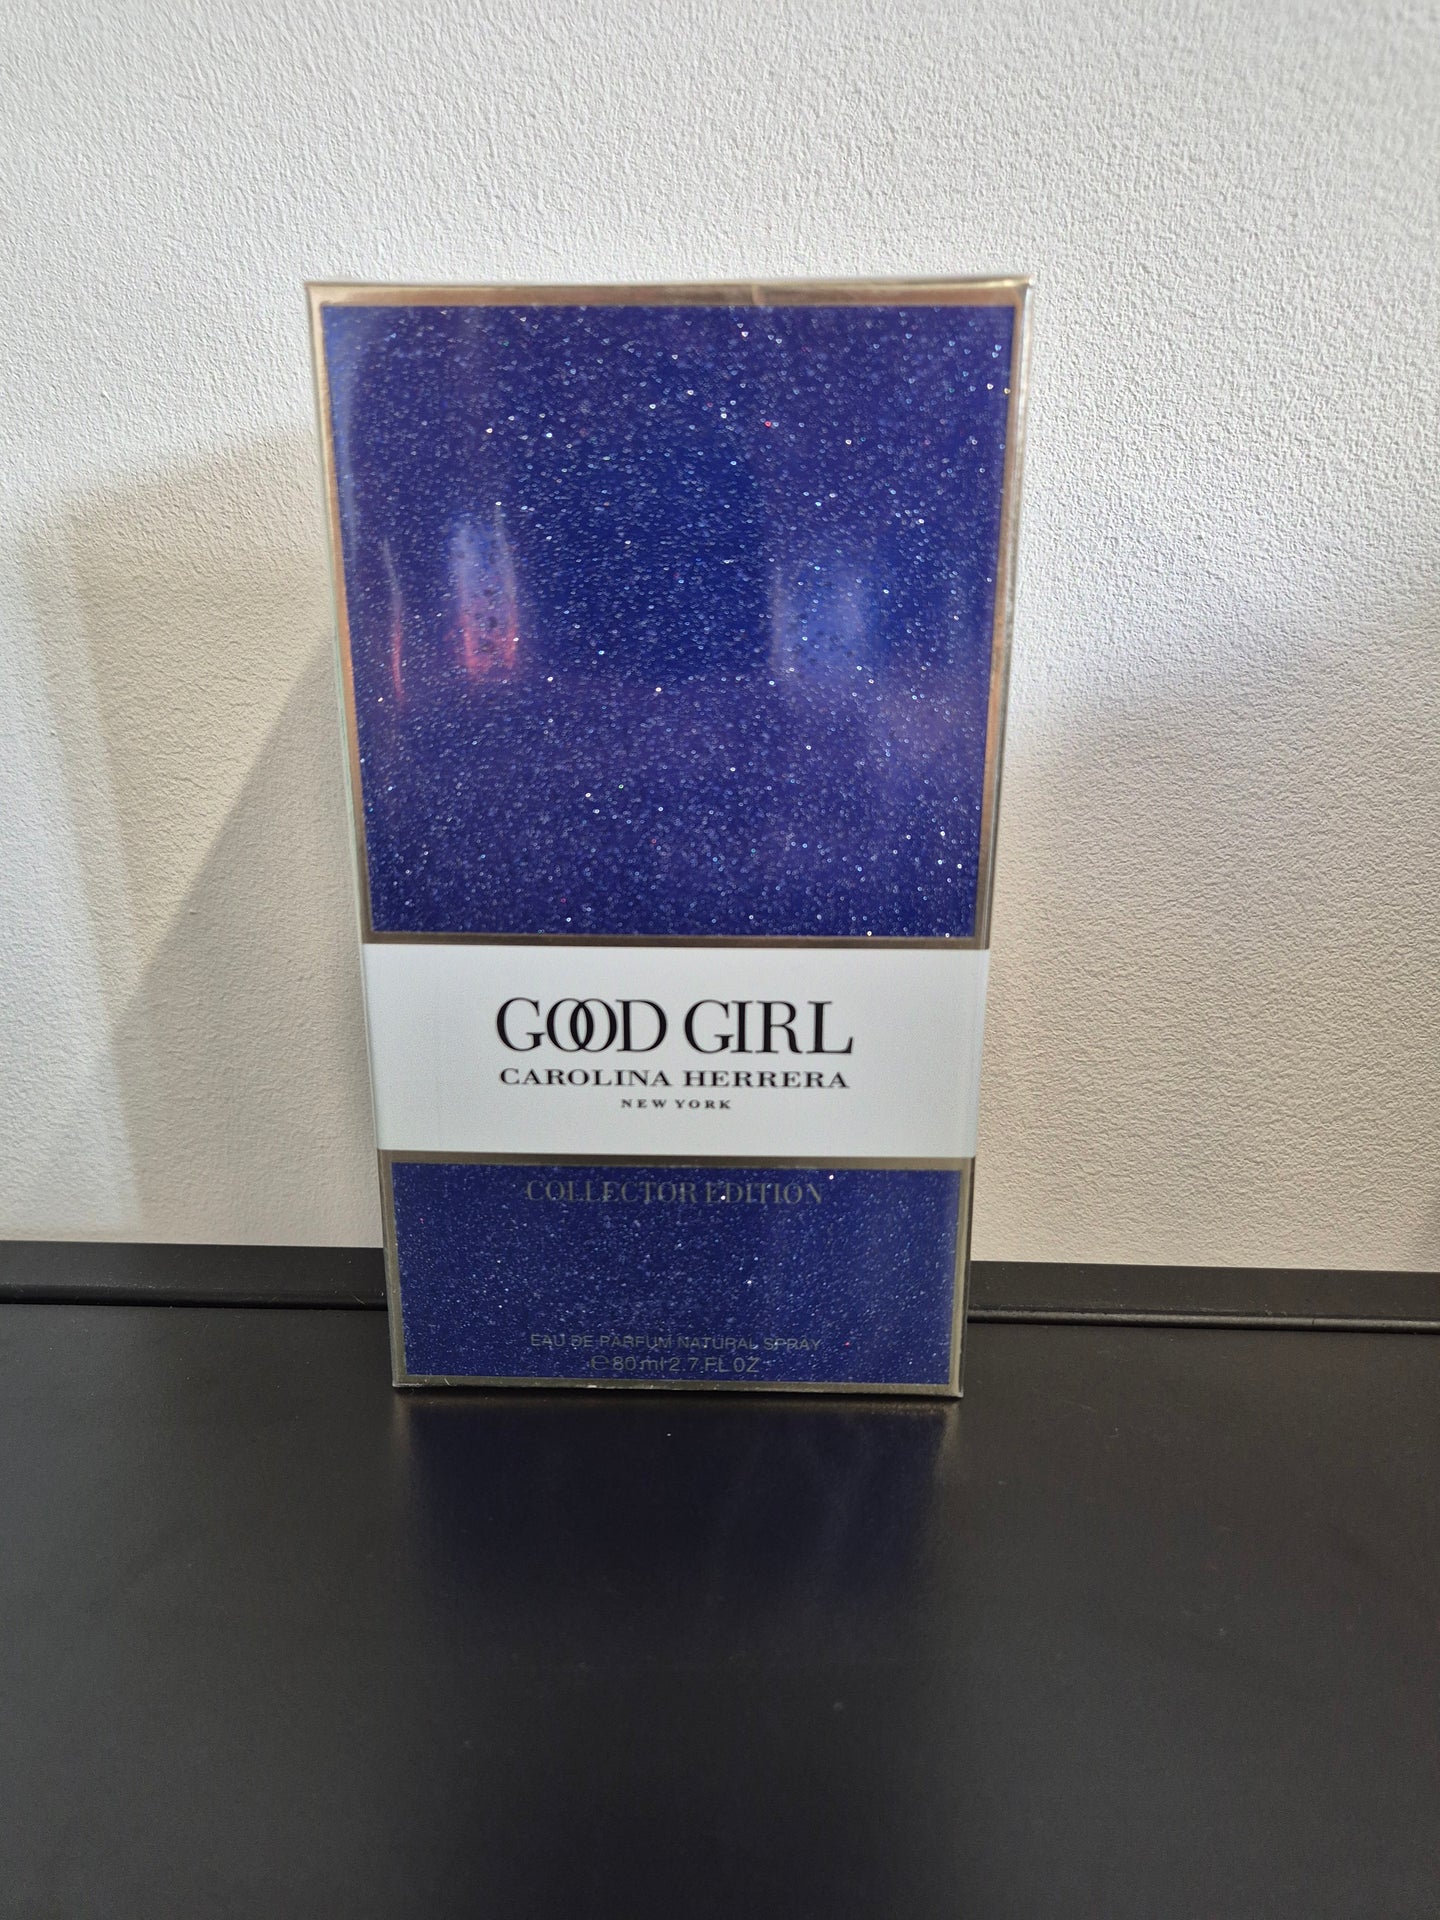 GOOD GIRL
CAROLINA HERRERA
NEW YORK
COLLECTOR EDITION
EAU DE PARFUM NATURAL SPRAY
℮ 80 ml 2.7 FL OZ